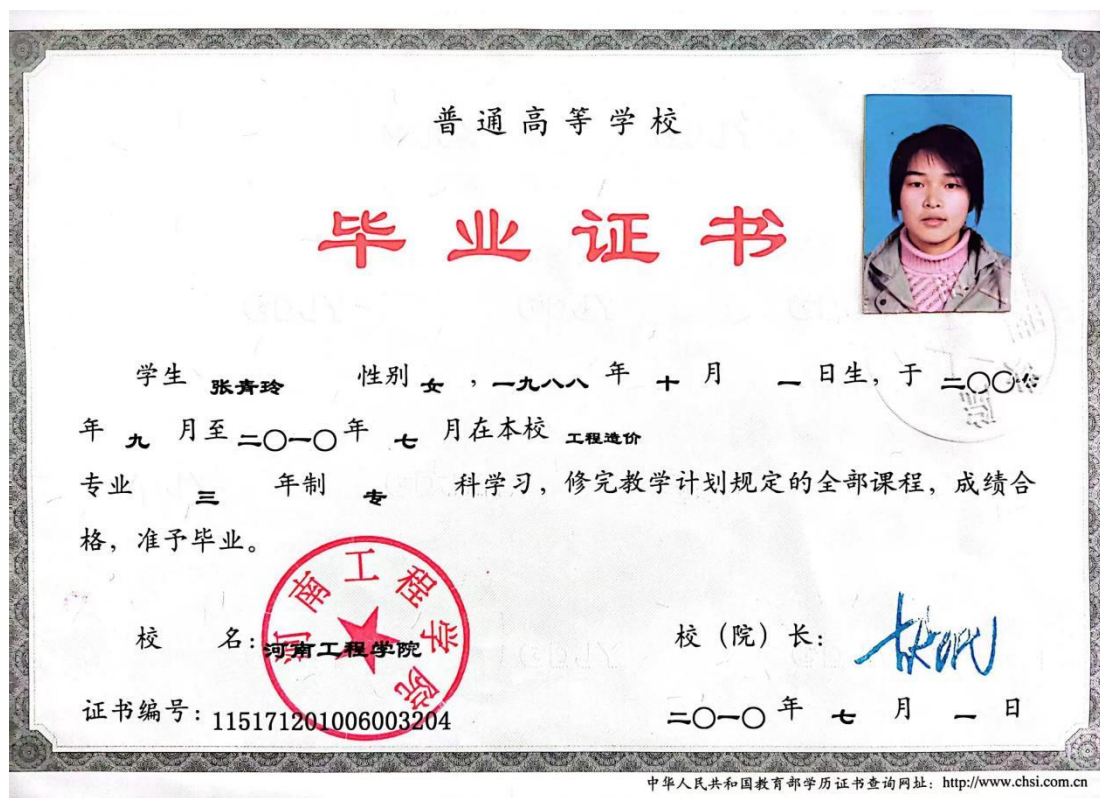 普通高等学校
毕业证书
学生 张青玲 性别 女 ，一九八八 年 十 月 一 日生，于 二〇〇七
年 九 月至 二〇一〇 年 七 月在本校 工程造价
专业 三 年制 专 科学习，修完教学计划规定的全部课程，成绩合
格，准予毕业。
河南工程学院
校 名：河南工程学院 校（院）长：
证书编号：115171201006003204 二〇一〇 年 七 月 一 日
中华人民共和国教育部学历证书查询网址：http://www.chsi.com.cn